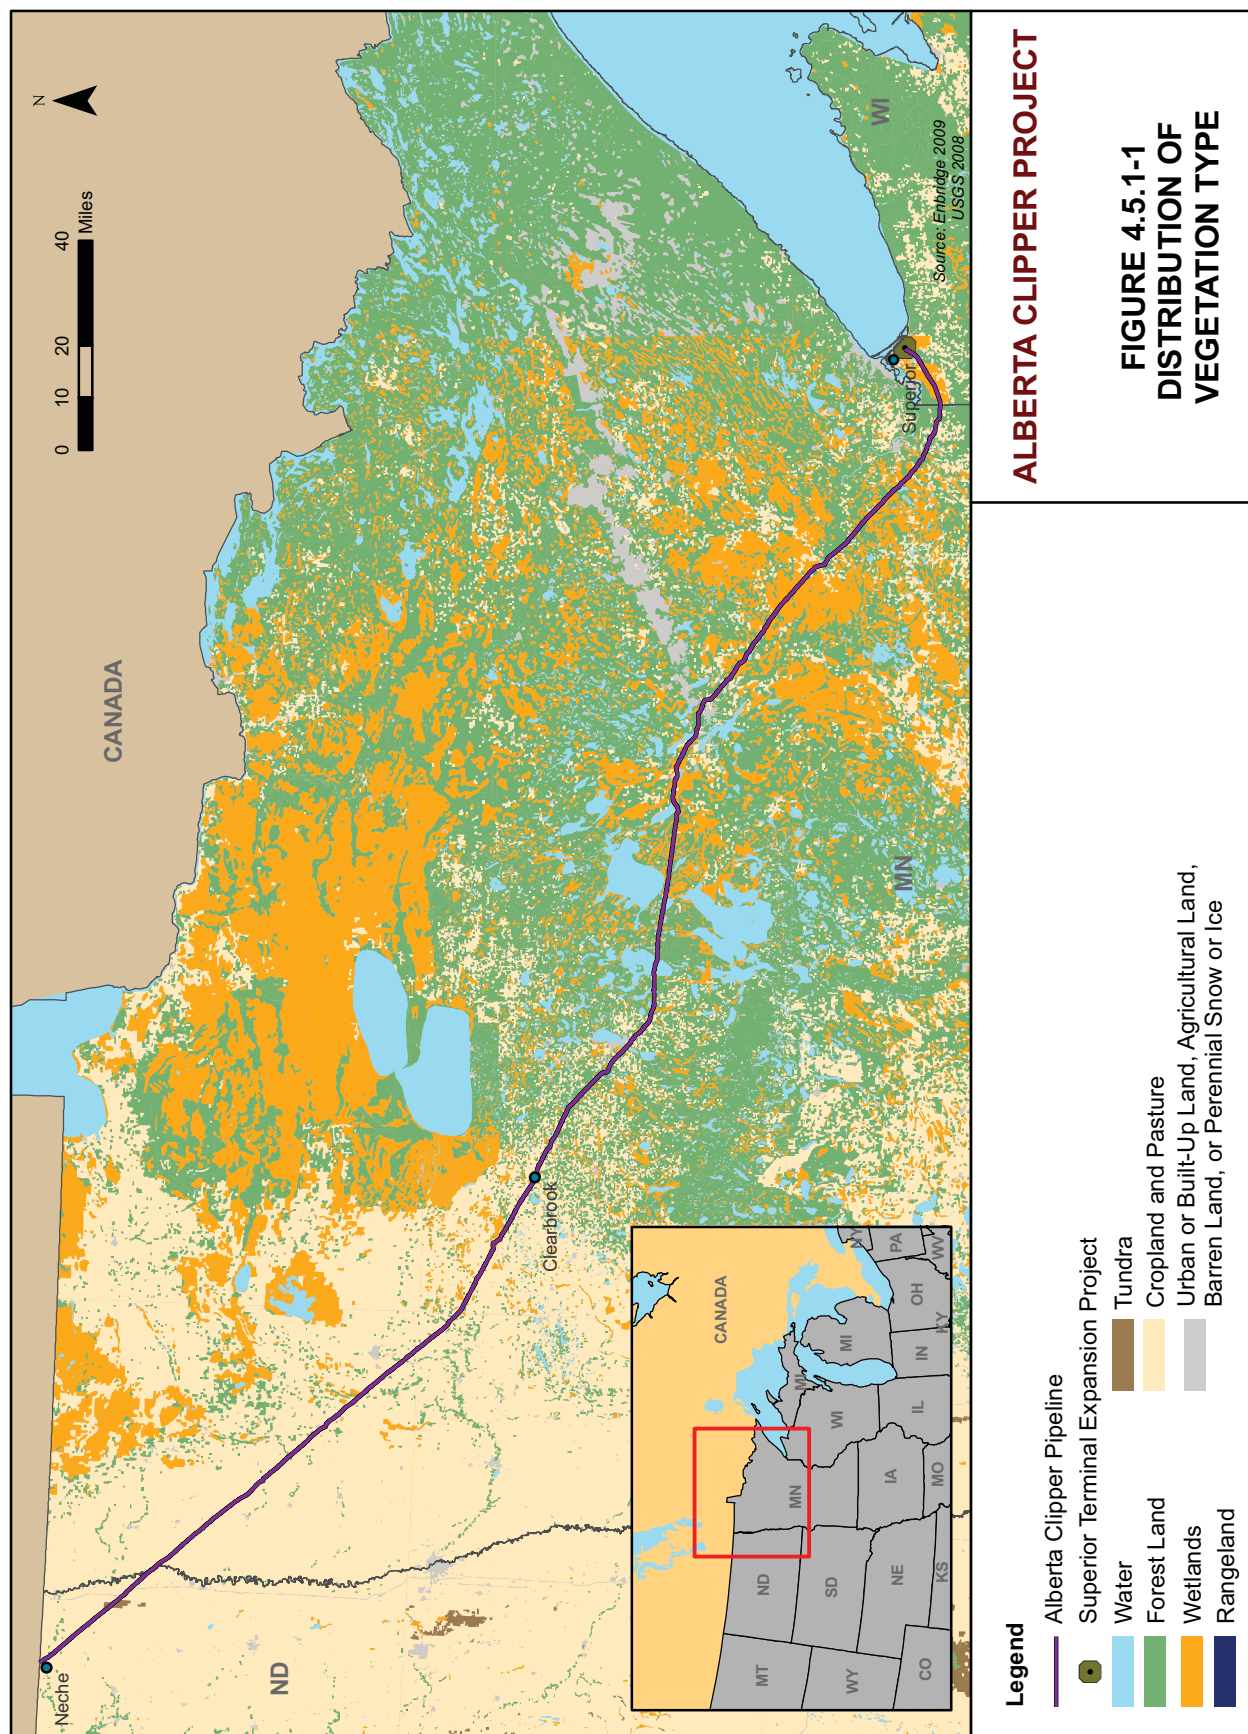 N
0
10
20
40
Miles
CANADA
WI
MN
ND
Neche
Clearbrook
Superior
Source: Enbridge 2009
USGS 2008
CANADA
MT
ND
MN
SD
WY
NE
CO
KS
IA
MO
WI
IL
MI
MI
IN
OH
KY
NY
PA
WV
Legend
Alberta Clipper Pipeline
Superior Terminal Expansion Project
Water
Forest Land
Wetlands
Rangeland
Tundra
Cropland and Pasture
Urban or Built-Up Land, Agricultural Land,
Barren Land, or Perennial Snow or Ice
ALBERTA CLIPPER PROJECT
FIGURE 4.5.1-1
DISTRIBUTION OF
VEGETATION TYPE